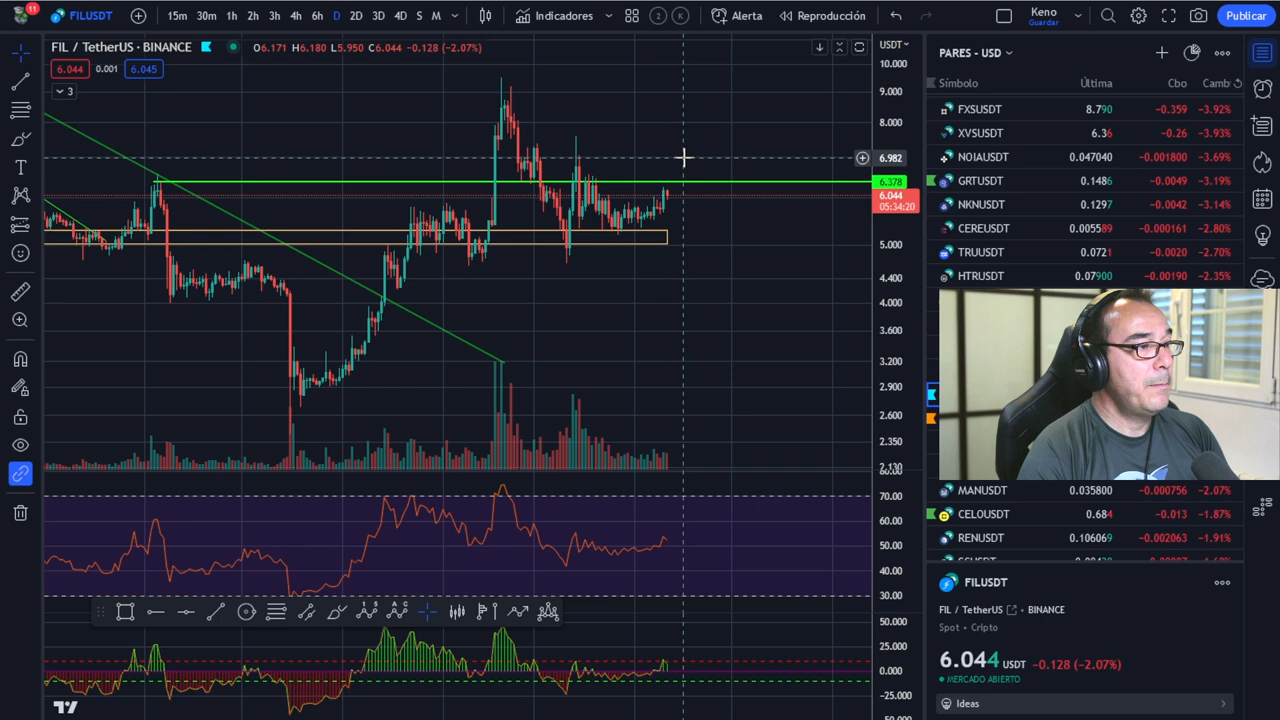 11
FILUSDT
15m 30m 1h 2h 3h 4h 6h D 2D 3D 4D S M
Indicadores
2 K
Alerta
Reproducción
Keno
Guardar
Publicar
FIL / TetherUS · BINANCE
O6.171 H6.180 L5.950 C6.044 −0.128 (−2.07%)
6.044 0.001 6.045
3
USDT
10.000
9.000
8.000
6.982
6.378
6.044
05:34:20
5.000
4.400
4.000
3.600
3.200
2.900
2.600
2.350
2.130
70.00
60.00
50.00
40.00
30.00
50.000
25.000
0.000
−25.000
PARES - USD
Símbolo Última Cbo Camb
FXSUSDT 8.790 −0.359 −3.92%
XVSUSDT 6.36 −0.26 −3.93%
NOIAUSDT 0.047040 −0.001800 −3.69%
GRTUSDT 0.1486 −0.0049 −3.19%
NKNUSDT 0.1297 −0.0042 −3.14%
CEREUSDT 0.005589 −0.000161 −2.80%
TRUUSDT 0.0721 −0.0020 −2.70%
HTRUSDT 0.07900 −0.00190 −2.35%
MANUSDT 0.035800 −0.000756 −2.07%
CELOUSDT 0.684 −0.013 −1.87%
RENUSDT 0.106069 −0.002063 −1.91%
FILUSDT
FIL / TetherUS · BINANCE
Spot · Cripto
6.044 USDT −0.128 (−2.07%)
MERCADO ABIERTO
Ideas